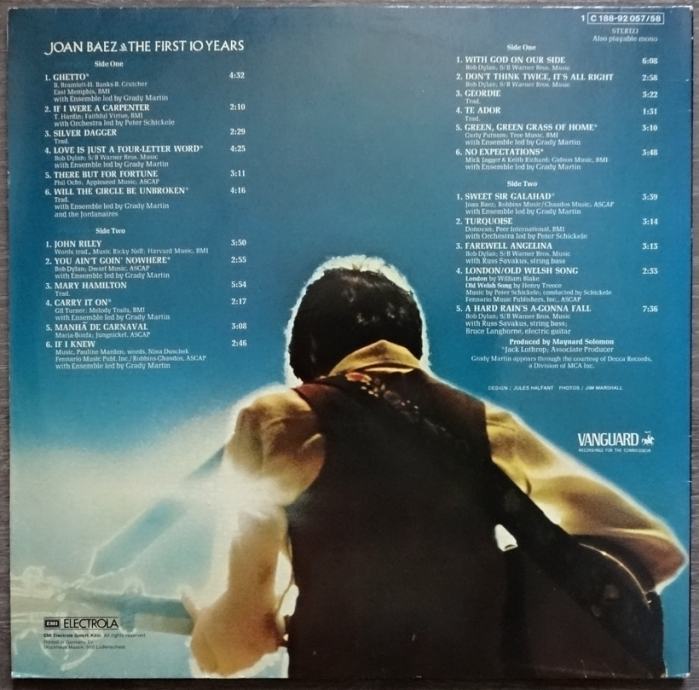 1 C 188-92 057/58
STEREO
Also playable mono
JOAN BAEZ & THE FIRST 10 YEARS
Side One
1. GHETTO* 4:32
B. Bramlett-H. Banks-B. Crutcher
East Memphis, BMI
with Ensemble led by Grady Martin
2. IF I WERE A CARPENTER 2:10
T. Hardin; Faithful Virtue, BMI
with Orchestra led by Peter Schickele
3. SILVER DAGGER 2:29
Trad.
4. LOVE IS JUST A FOUR-LETTER WORD* 4:25
Bob Dylan; S/B Warner Bros. Music
with Ensemble led by Grady Martin
5. THERE BUT FOR FORTUNE 3:11
Phil Ochs; Appleseed Music, ASCAP
6. WILL THE CIRCLE BE UNBROKEN* 4:16
Trad.
with Ensemble led by Grady Martin
and the Jordanaires
Side Two
1. JOHN RILEY 3:50
Words trad., Music Ricky Neff; Harvard Music, BMI
2. YOU AIN'T GOIN' NOWHERE* 2:55
Bob Dylan; Dwarf Music, ASCAP
with Ensemble led by Grady Martin
3. MARY HAMILTON 5:54
Trad.
4. CARRY IT ON* 2:17
Gil Turner; Melody Trails, BMI
with Ensemble led by Grady Martin
5. MANHÃ DE CARNAVAL 3:08
Maria-Bonfa; Jungnickel, ASCAP
6. IF I KNEW 2:46
Music, Pauline Marden, words, Nina Duschek
Fennario Music Publ. Inc./Robbins-Chandos, ASCAP
with Ensemble led by Grady Martin
Side One
1. WITH GOD ON OUR SIDE 6:08
Bob Dylan; S/B Warner Bros. Music
2. DON'T THINK TWICE, IT'S ALL RIGHT 2:58
Bob Dylan; S/B Warner Bros. Music
3. GEORDIE 3:22
Trad.
4. TE ADOR 1:31
Trad.
5. GREEN, GREEN GRASS OF HOME* 3:10
Curly Putnam; Tree Music, BMI
with Ensemble led by Grady Martin
6. NO EXPECTATIONS* 3:48
Mick Jagger & Keith Richard; Gideon Music, BMI
with Ensemble led by Grady Martin
Side Two
1. SWEET SIR GALAHAD* 3:39
Joan Baez; Robbins Music/Chandos Music, ASCAP
with Ensemble led by Grady Martin
2. TURQUOISE 3:14
Donovan; Peer International, BMI
with Orchestra led by Peter Schickele
3. FAREWELL ANGELINA 3:13
Bob Dylan; S/B Warner Bros. Music
with Russ Savakus, string bass
4. LONDON/OLD WELSH SONG 2:33
London by William Blake
Old Welsh Song by Henry Treece
Music by Peter Schickele; conducted by Schickele
Fennario Music Publishers, Inc., ASCAP
5. A HARD RAIN'S A-GONNA FALL 7:36
Bob Dylan; S/B Warner Bros. Music
with Russ Savakus, string bass;
Bruce Langhorne, electric guitar
Produced by Maynard Solomon
*Jack Lothrop, Associate Producer
Grady Martin appears through the courtesy of Decca Records,
a Division of MCA Inc.
DESIGN / JULES HALFANT PHOTOS / JIM MARSHALL
VANGUARD
RECORDINGS FOR THE CONNOISSEUR
EMI ELECTROLA
EMI Electrola GmbH, Köln. All rights reserved
Printed in Germany